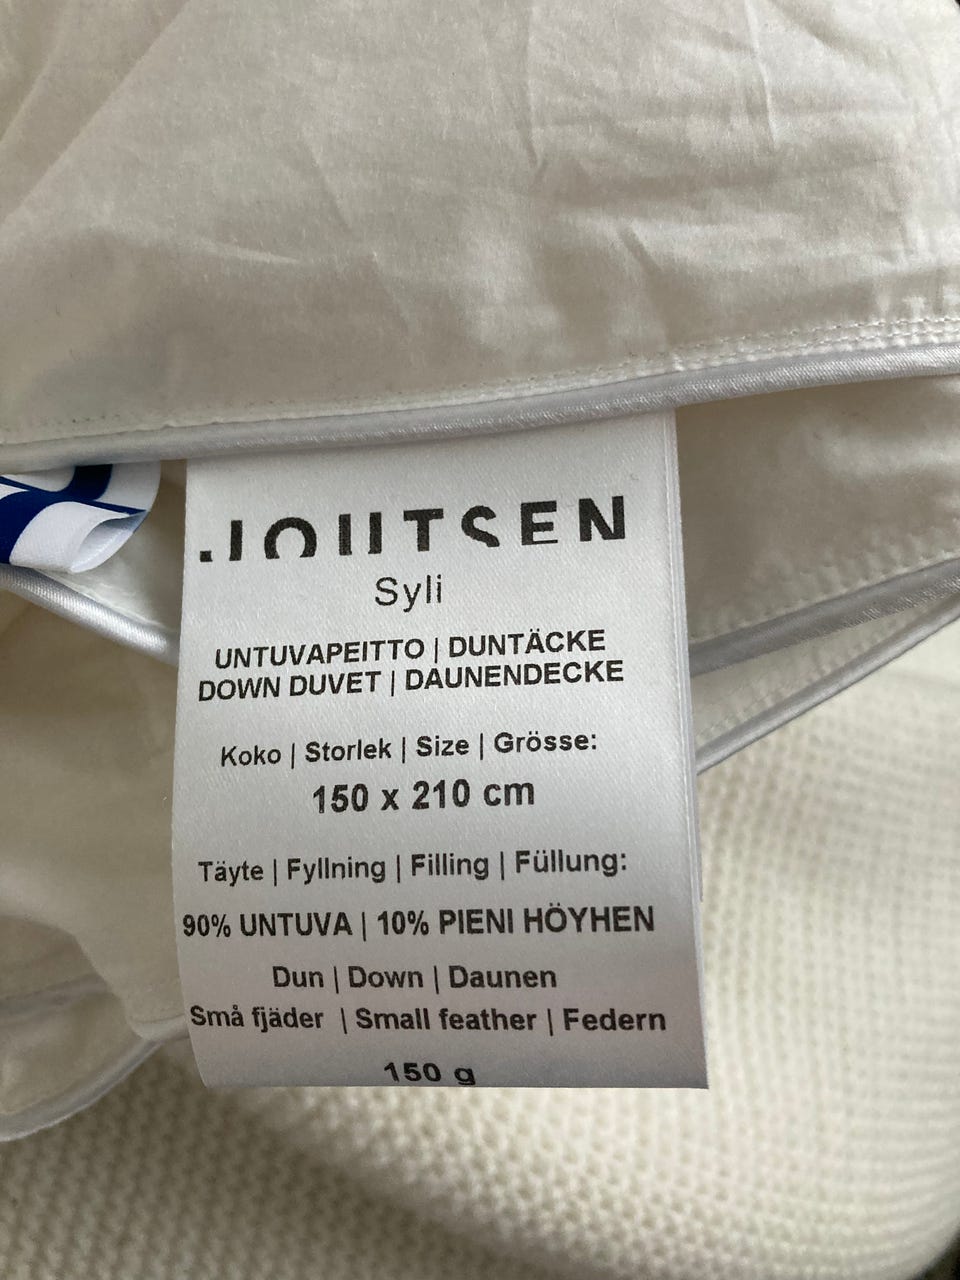 JOUTSEN
Syli
UNTUVAPEITTO | DUNTÄCKE
DOWN DUVET | DAUNENDECKE
Koko | Storlek | Size | Grösse:
150 x 210 cm
Täyte | Fyllning | Filling | Füllung:
90% UNTUVA | 10% PIENI HÖYHEN
Dun | Down | Daunen
Små fjäder | Small feather | Federn
150 g